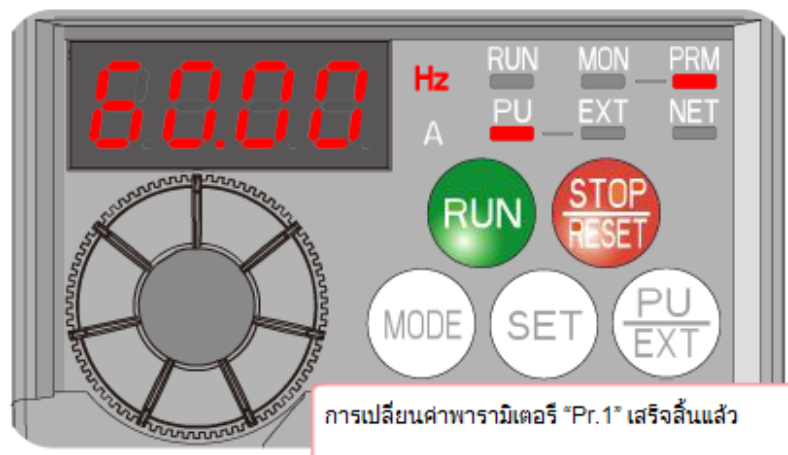 60.00
Hz
RUN MON PRM
A
PU EXT NET
RUN
STOP
RESET
MODE
SET
PU
EXT
การเปลี่ยนค่าพารามิเตอร์ “Pr.1” เสร็จสิ้นแล้ว